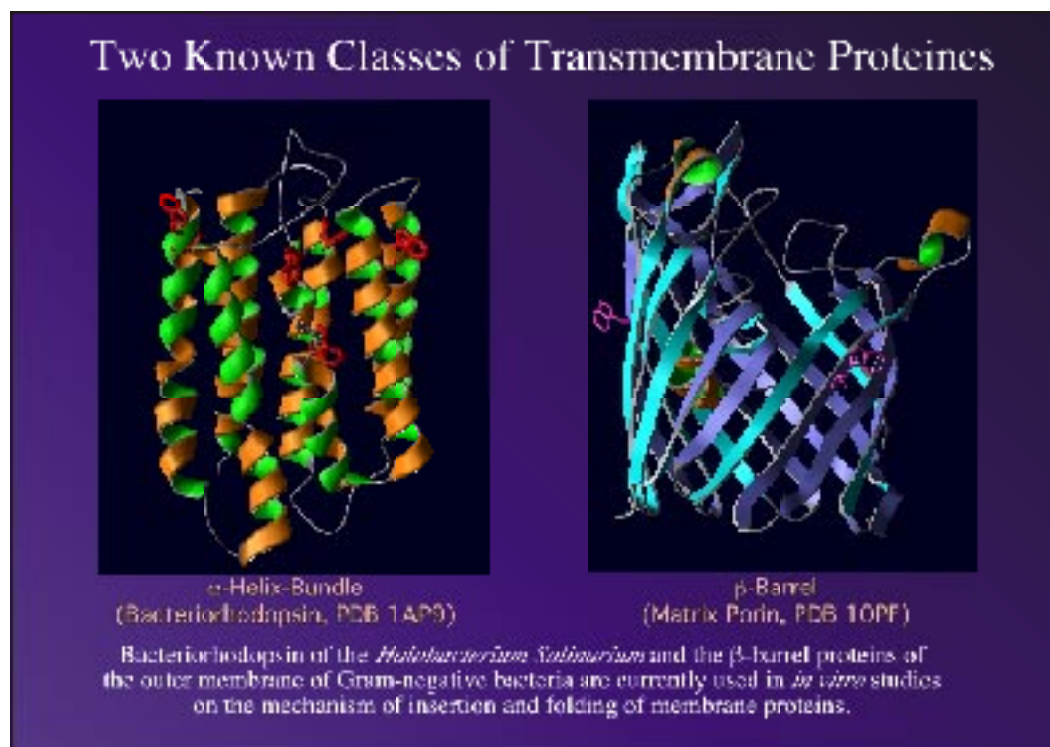 Two Known Classes of Transmembrane Proteines
α-Helix-Bundle
(Bacteriorhodopsin, PDB 1AP9)
β-Barrel
(Matrix Porin, PDB 1OPF)
Bacteriorhodopsin of the Halobacterium Salinarium and the β-barrel proteins of
the outer membrane of Gram-negative bacteria are currently used in in vitro studies
on the mechanism of insertion and folding of membrane proteins.